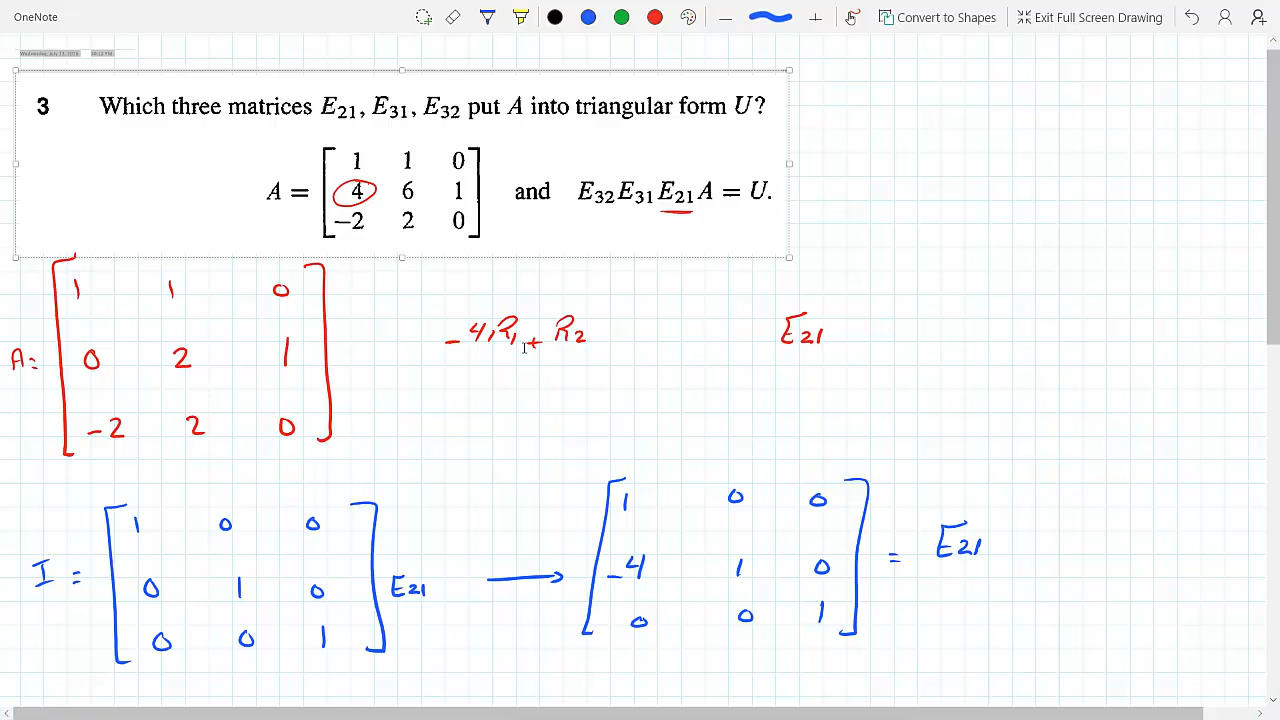 OneNote
Convert to Shapes
Exit Full Screen Drawing
3 Which three matrices E21, E31, E32 put A into triangular form U?
A = [ 1 1 0
4 6 1
-2 2 0 ] and E32E31E21A = U.
A: [ 1 1 0
0 2 1
-2 2 0 ]
-4R1 + R2
E21
I = [ 1 0 0
0 1 0
0 0 1 ] E21
→ [ 1 0 0
-4 1 0
0 0 1 ] = E21